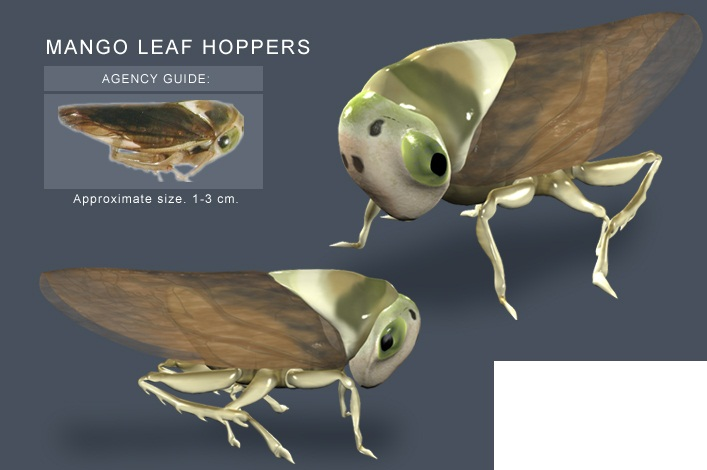 MANGO LEAF HOPPERS
AGENCY GUIDE:
Approximate size. 1-3 cm.